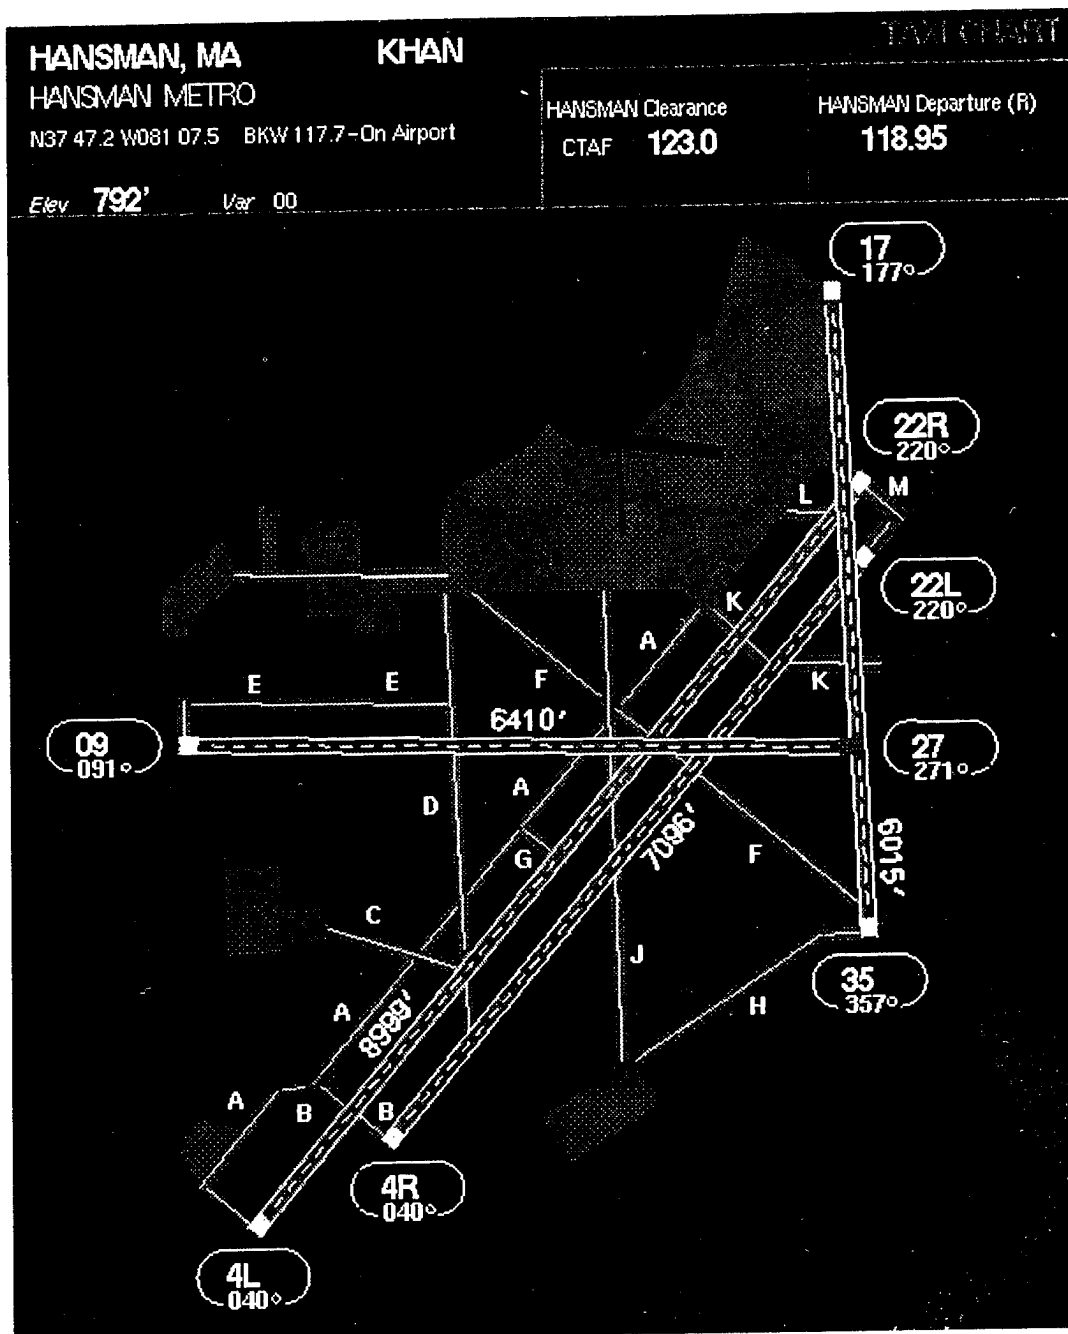 TAXI CHART
HANSMAN, MA KHAN
HANSMAN METRO
N37 47.2 W081 07.5 BKW 117.7-On Airport
Elev 792' Var 00
HANSMAN Clearance
CTAF 123.0
HANSMAN Departure (R)
118.95
17
177°
22R
220°
M
L
22L
220°
K
A
K
F
E E
6410'
09
091°
27
271°
A
D
7096'
G
F
6015'
C
J
35
357°
H
A
8999'
A
B
B
4R
040°
4L
040°